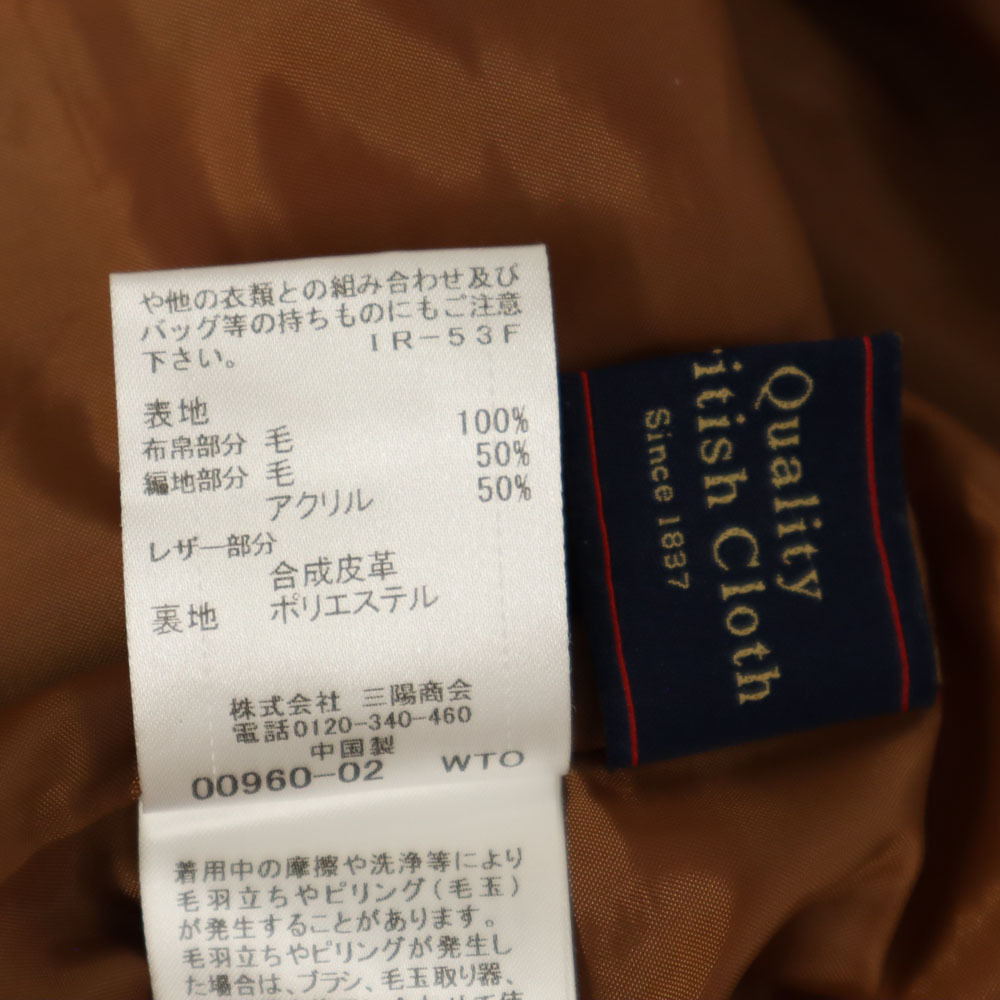 や他の衣類との組み合わせ及び
バッグ等の持ちものにもご注意
下さい。 IR-53F
表地
布帛部分 毛 100%
編地部分 毛 50%
アクリル 50%
レザー部分
合成皮革
裏地 ポリエステル
株式会社 三陽商会
電話0120-340-460
中国製
00960-02 WTO
着用中の摩擦や洗浄等により
毛羽立ちやピリング(毛玉)
が発生することがあります。
毛羽立ちやピリングが発生し
た場合は、ブラシ、毛玉取り器、
Quality
ritish Cloth
Since 1837